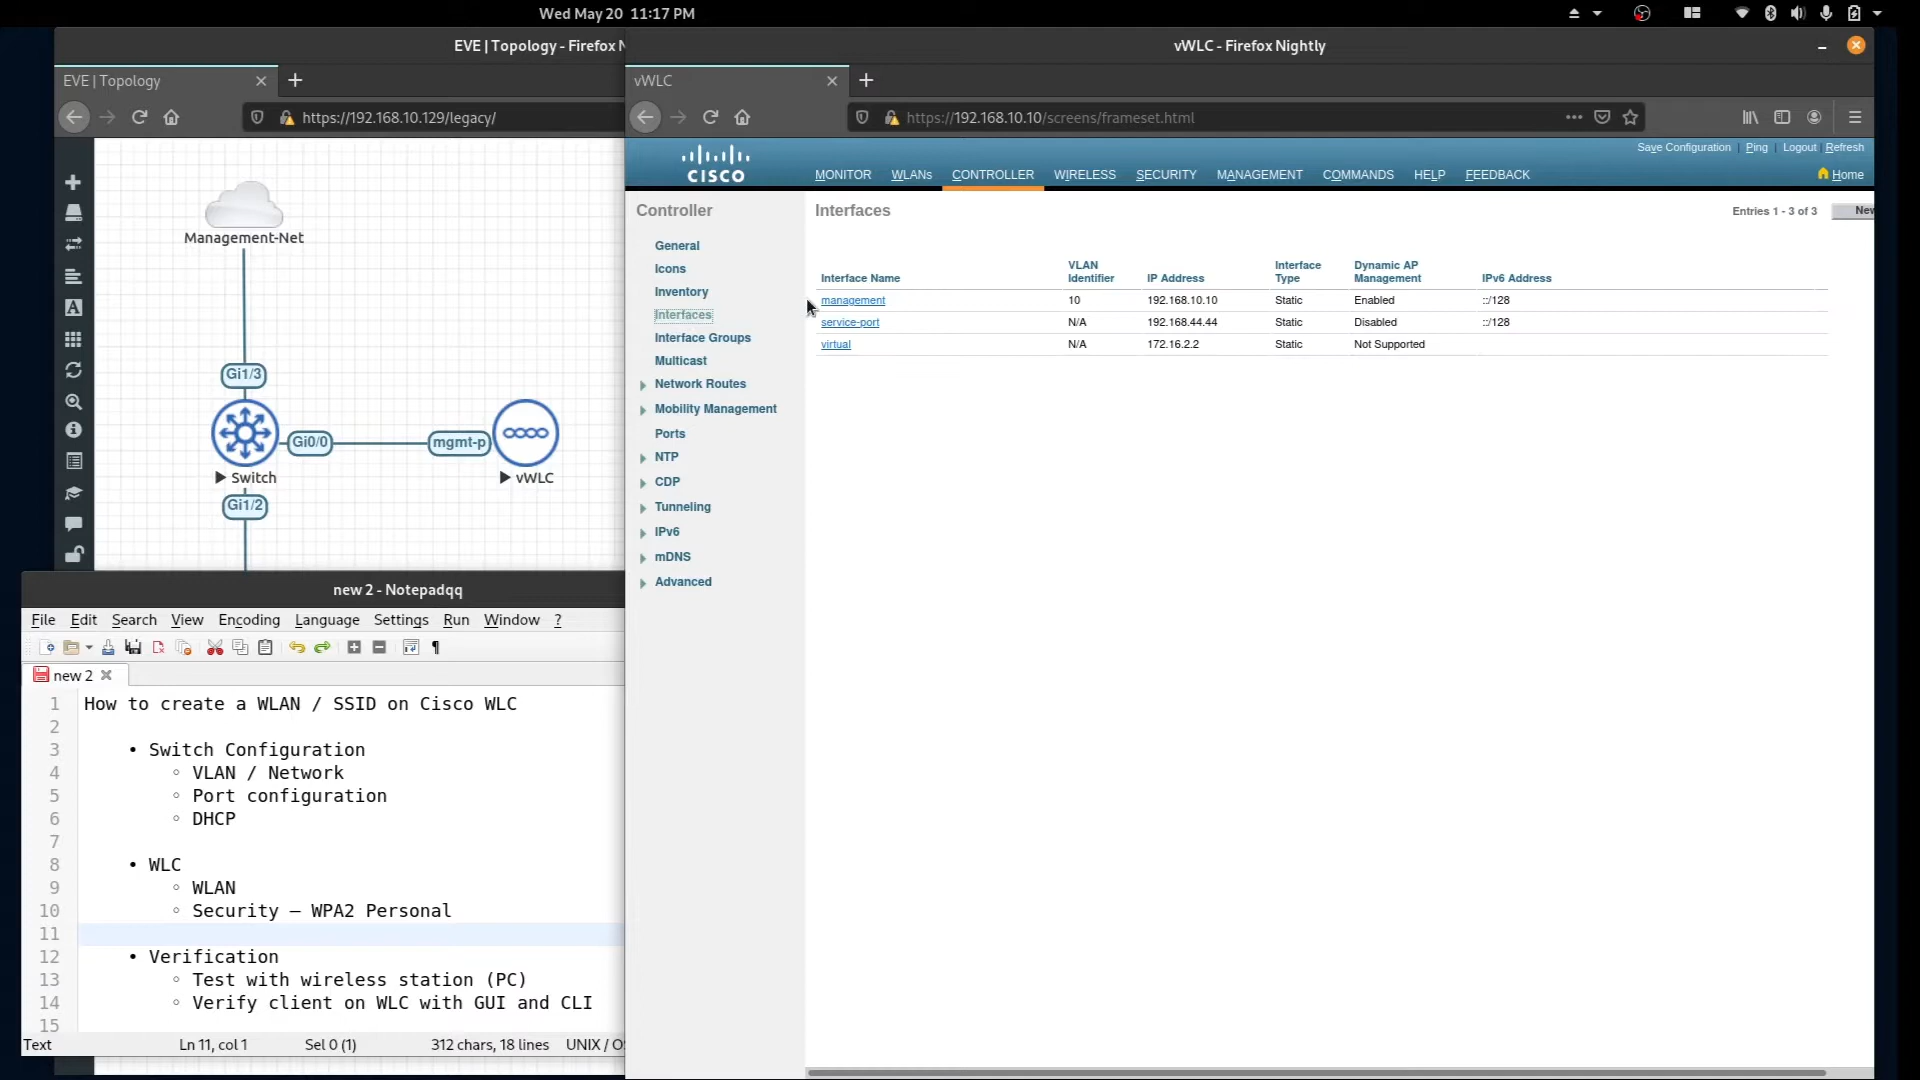 Wed May 20  11:17 PM
EVE | Topology - Firefox N
EVE | Topology
https://192.168.10.129/legacy/
Management-Net
Gi1/3
Gi0/0
mgmt-p
Switch
vWLC
Gi1/2
vWLC - Firefox Nightly
vWLC
https://192.168.10.10/screens/frameset.html
Save Configuration | Ping | Logout | Refresh
CISCO
MONITOR WLANs CONTROLLER WIRELESS SECURITY MANAGEMENT COMMANDS HELP FEEDBACK
Home
Controller
General
Icons
Inventory
Interfaces
Interface Groups
Multicast
Network Routes
Mobility Management
Ports
NTP
CDP
Tunneling
IPv6
mDNS
Advanced
Interfaces
Entries 1 - 3 of 3
New
Interface Name VLAN Identifier IP Address Interface Type Dynamic AP Management IPv6 Address
management 10 192.168.10.10 Static Enabled ::/128
service-port N/A 192.168.44.44 Static Disabled ::/128
virtual N/A 172.16.2.2 Static Not Supported
new 2 - Notepadqq
File Edit Search View Encoding Language Settings Run Window ?
new 2
1 How to create a WLAN / SSID on Cisco WLC
2
3 • Switch Configuration
4 ◦ VLAN / Network
5 ◦ Port configuration
6 ◦ DHCP
7
8 • WLC
9 ◦ WLAN
10 ◦ Security – WPA2 Personal
11
12 • Verification
13 ◦ Test with wireless station (PC)
14 ◦ Verify client on WLC with GUI and CLI
15
Text Ln 11, col 1 Sel 0 (1) 312 chars, 18 lines UNIX / OS